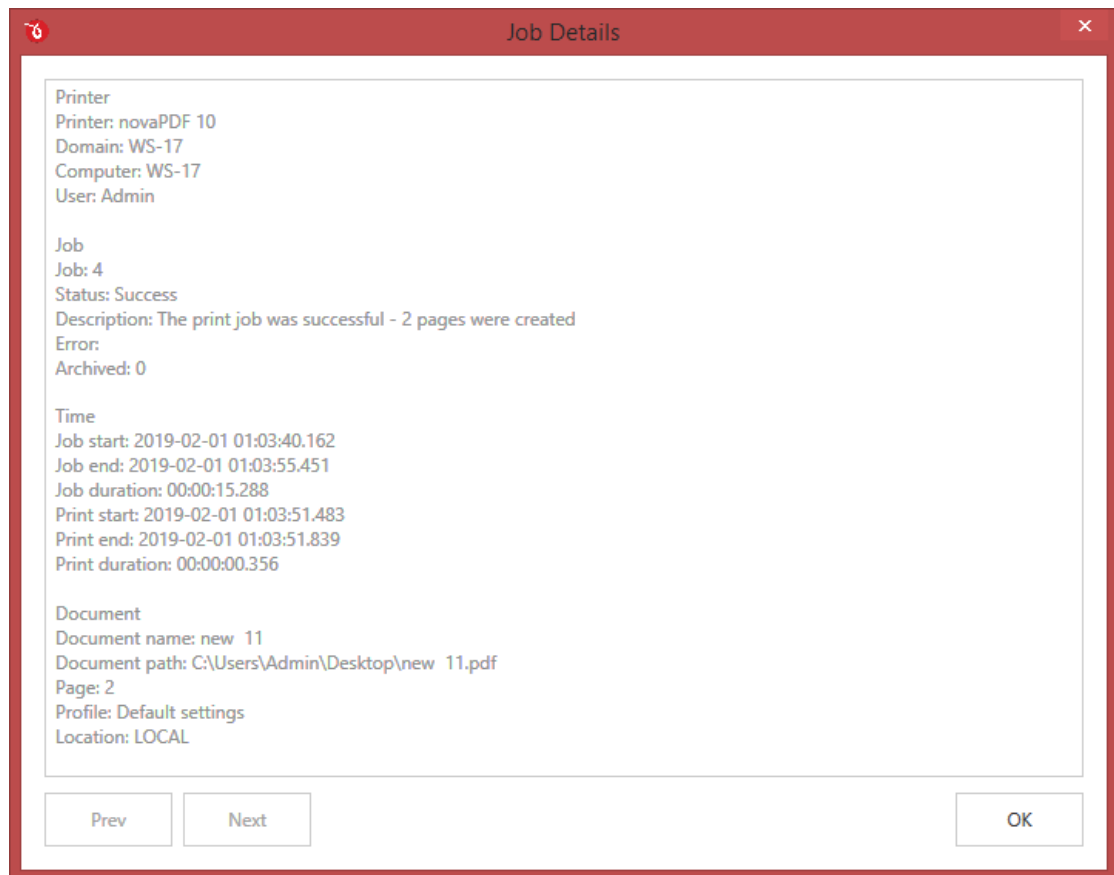 Job Details
Printer
Printer: novaPDF 10
Domain: WS-17
Computer: WS-17
User: Admin
Job
Job: 4
Status: Success
Description: The print job was successful - 2 pages were created
Error:
Archived: 0
Time
Job start: 2019-02-01 01:03:40.162
Job end: 2019-02-01 01:03:55.451
Job duration: 00:00:15.288
Print start: 2019-02-01 01:03:51.483
Print end: 2019-02-01 01:03:51.839
Print duration: 00:00:00.356
Document
Document name: new  11
Document path: C:\Users\Admin\Desktop\new  11.pdf
Page: 2
Profile: Default settings
Location: LOCAL
Prev Next OK